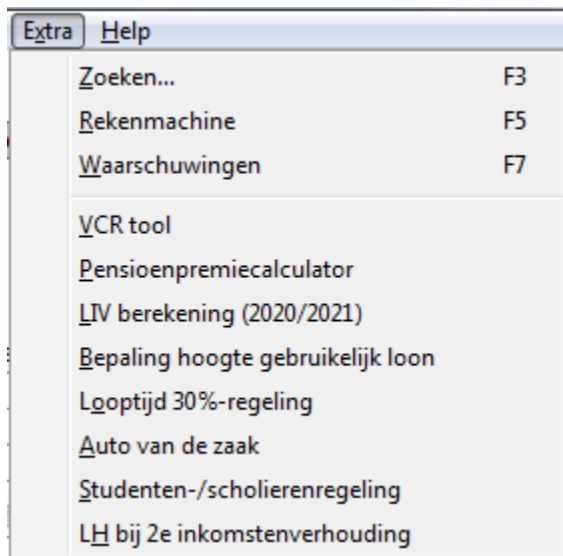 Extra Help
Zoeken... F3
Rekenmachine F5
Waarschuwingen F7
VCR tool
Pensioenpremiecalculator
LIV berekening (2020/2021)
Bepaling hoogte gebruikelijk loon
Looptijd 30%-regeling
Auto van de zaak
Studenten-/scholierenregeling
LH bij 2e inkomstenverhouding